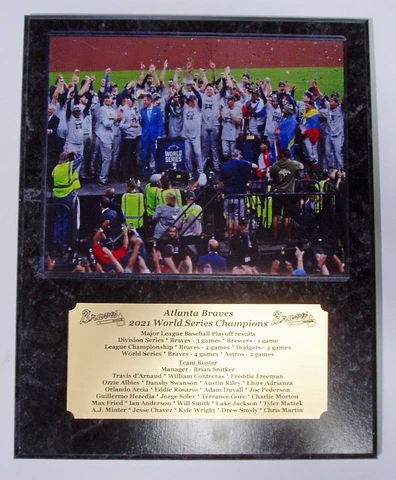 WORLD
SERIES
Braves
Atlanta Braves
2021 World Series Champions
Braves
Major League Baseball Playoff results
Division Series * Braves - 3 games * Brewers - 1 game
League Championship * Braves - 4 games * Dodgers - 2 games
World Series * Braves - 4 games * Astros - 2 games
Team Roster
Manager - Brian Snitker
Travis d'Arnaud * William Contreras * Freddie Freeman
Ozzie Albies * Dansby Swanson * Austin Riley * Ehire Adrianza
Orlando Arcia * Eddie Rosario * Adam Duvall * Joc Pederson
Guillermo Heredia * Jorge Soler * Terrance Gore * Charlie Morton
Max Fried * Ian Anderson * Will Smith * Luke Jackson * Tyler Matzek
A.J. Minter * Jesse Chavez * Kyle Wright * Drew Smyly * Chris Martin